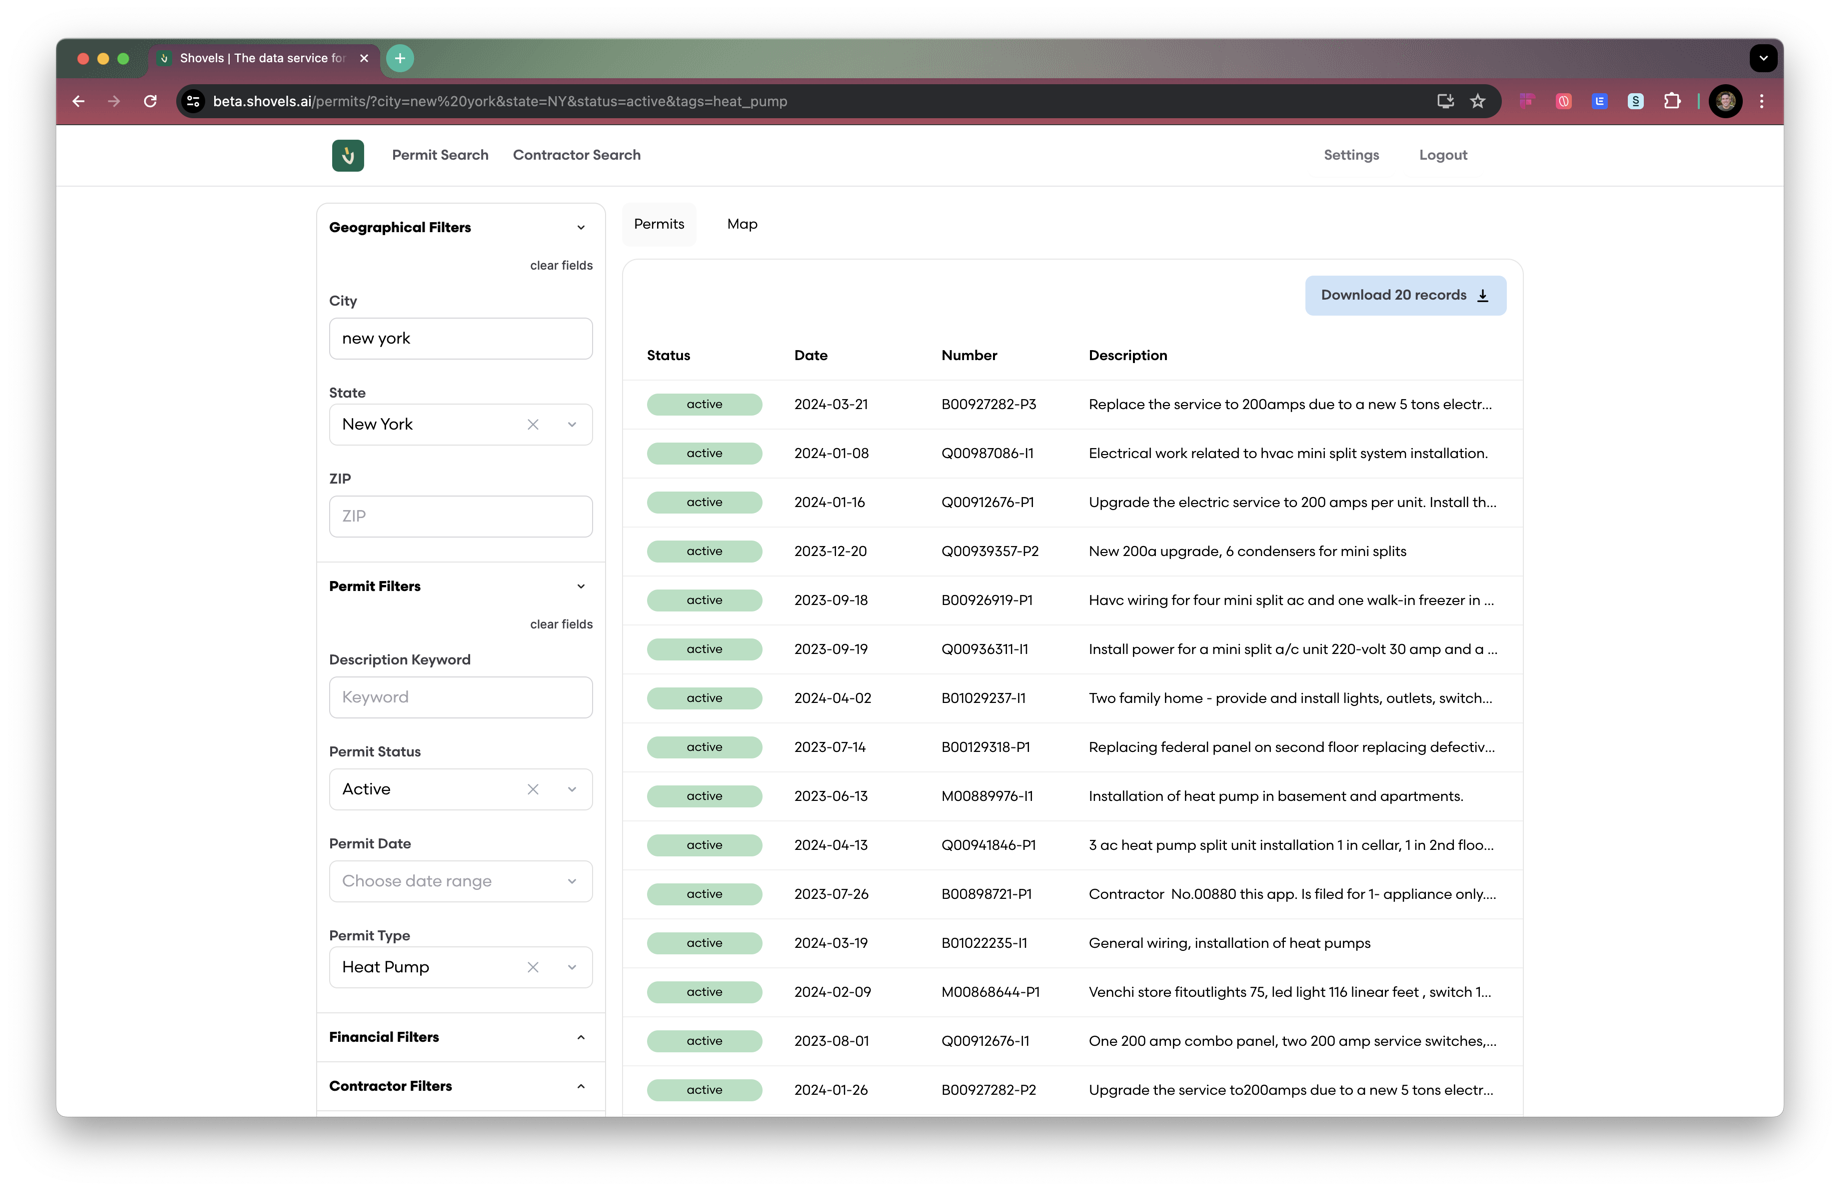 Shovels | The data service for
beta.shovels.ai/permits/?city=new%20york&state=NY&status=active&tags=heat_pump
Permit Search
Contractor Search
Settings
Logout
Geographical Filters
clear fields
City
new york
State
New York
ZIP
ZIP
Permit Filters
clear fields
Description Keyword
Keyword
Permit Status
Active
Permit Date
Choose date range
Permit Type
Heat Pump
Financial Filters
Contractor Filters
Permits
Map
Download 20 records
Status Date Number Description
active 2024-03-21 B00927282-P3 Replace the service to 200amps due to a new 5 tons electr...
active 2024-01-08 Q00987086-I1 Electrical work related to hvac mini split system installation.
active 2024-01-16 Q00912676-P1 Upgrade the electric service to 200 amps per unit. Install th...
active 2023-12-20 Q00939357-P2 New 200a upgrade, 6 condensers for mini splits
active 2023-09-18 B00926919-P1 Havc wiring for four mini split ac and one walk-in freezer in ...
active 2023-09-19 Q00936311-I1 Install power for a mini split a/c unit 220-volt 30 amp and a ...
active 2024-04-02 B01029237-I1 Two family home - provide and install lights, outlets, switch...
active 2023-07-14 B00129318-P1 Replacing federal panel on second floor replacing defectiv...
active 2023-06-13 M00889976-I1 Installation of heat pump in basement and apartments.
active 2024-04-13 Q00941846-P1 3 ac heat pump split unit installation 1 in cellar, 1 in 2nd floo...
active 2023-07-26 B00898721-P1 Contractor No.00880 this app. Is filed for 1- appliance only....
active 2024-03-19 B01022235-I1 General wiring, installation of heat pumps
active 2024-02-09 M00868644-P1 Venchi store fitoutlights 75, led light 116 linear feet , switch 1...
active 2023-08-01 Q00912676-I1 One 200 amp combo panel, two 200 amp service switches,...
active 2024-01-26 B00927282-P2 Upgrade the service to200amps due to a new 5 tons electr...